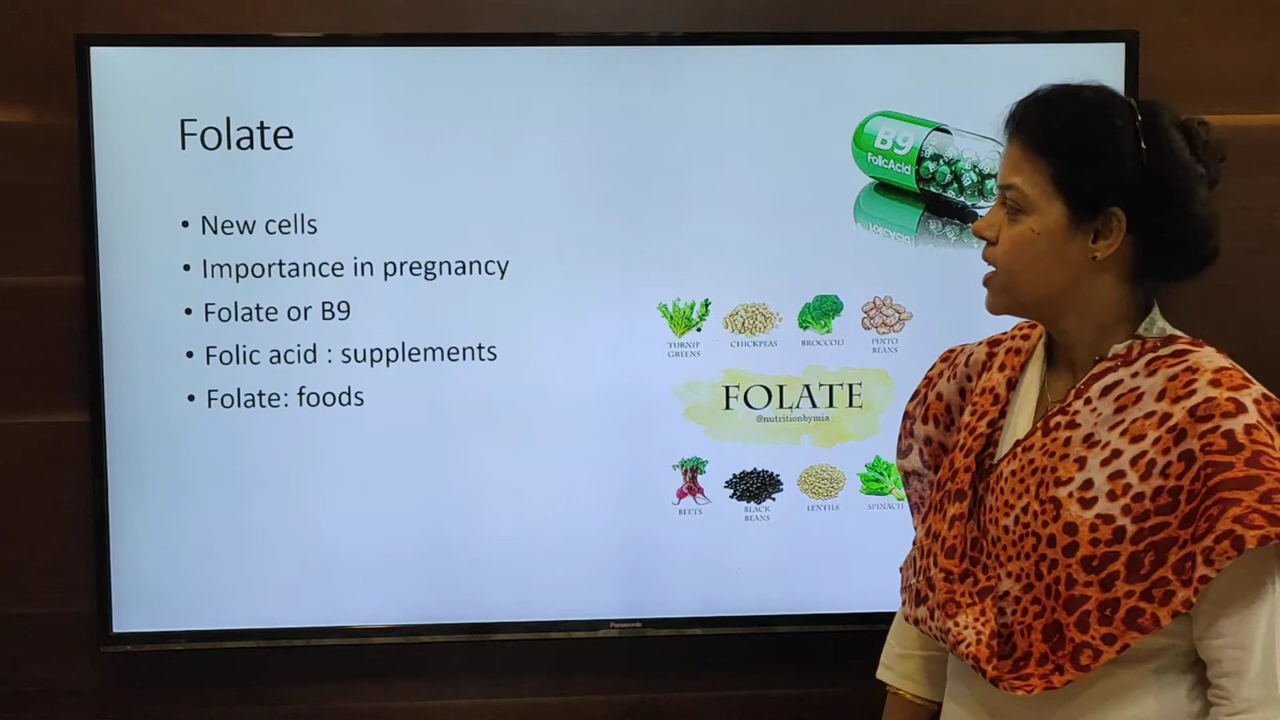 Folate
• New cells
• Importance in pregnancy
• Folate or B9
• Folic acid : supplements
• Folate: foods
B9
FolicAcid
TURNIP
GREENS
CHICKPEAS
BROCCOLI
PINTO
BEANS
FOLATE
@nutritionbymia
BEETS
BLACK
BEANS
LENTILS
SPINACH
Panasonic